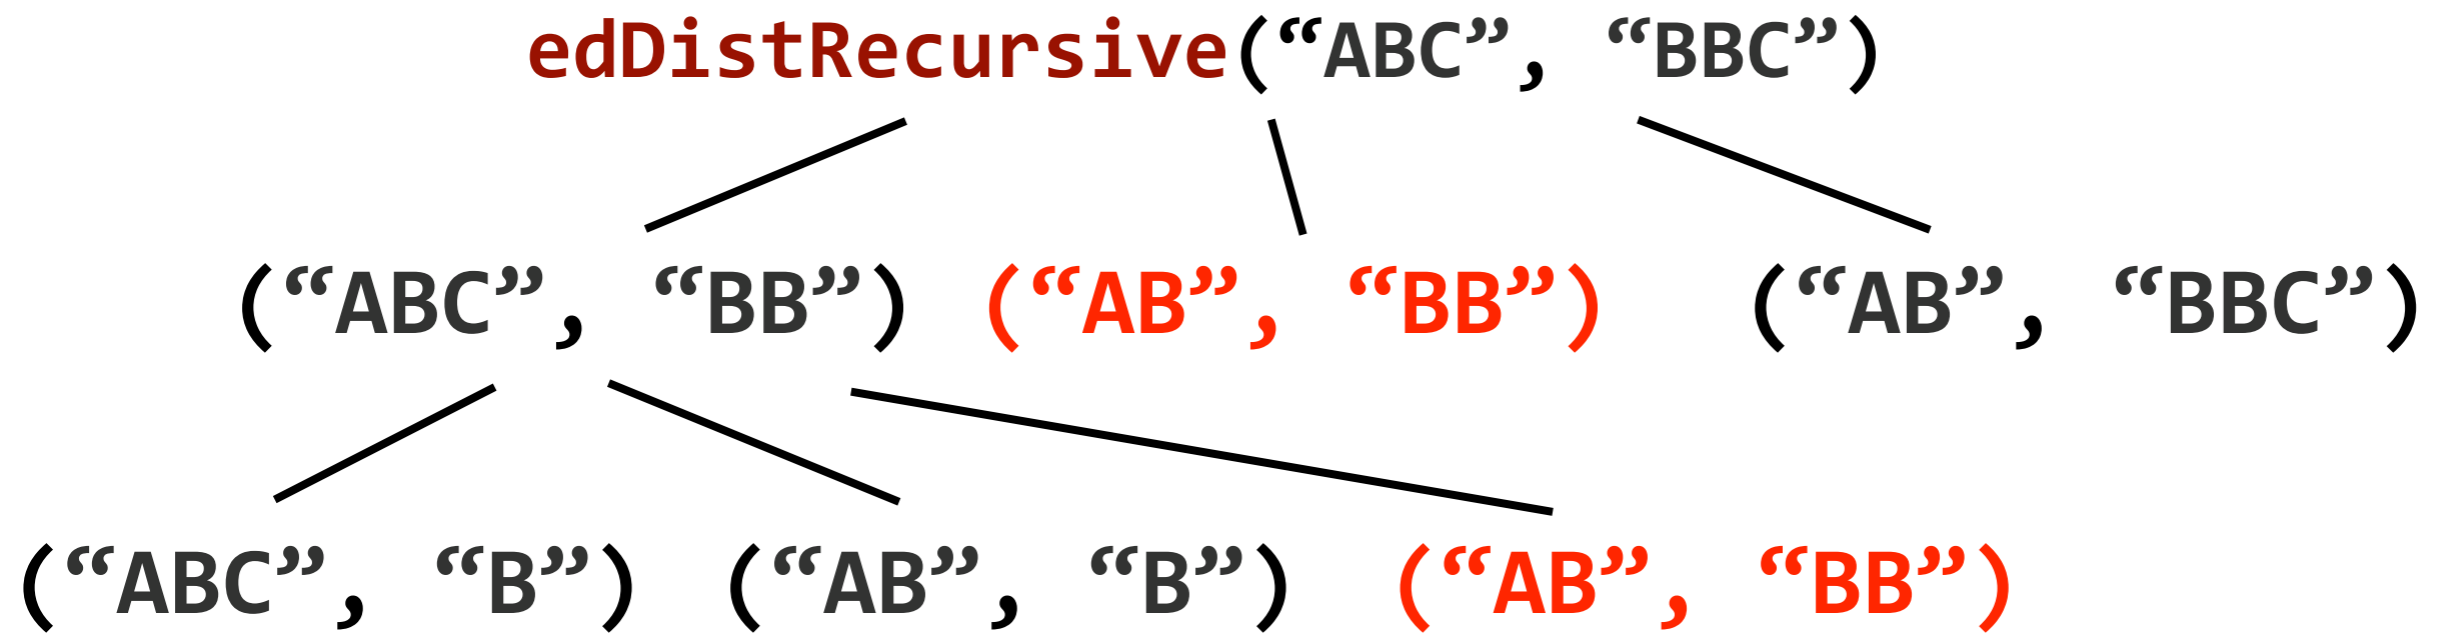 edDistRecursive(“ABC”, “BBC”)
(“ABC”, “BB”) (“AB”, “BB”) (“AB”, “BBC”)
(“ABC”, “B”) (“AB”, “B”) (“AB”, “BB”)